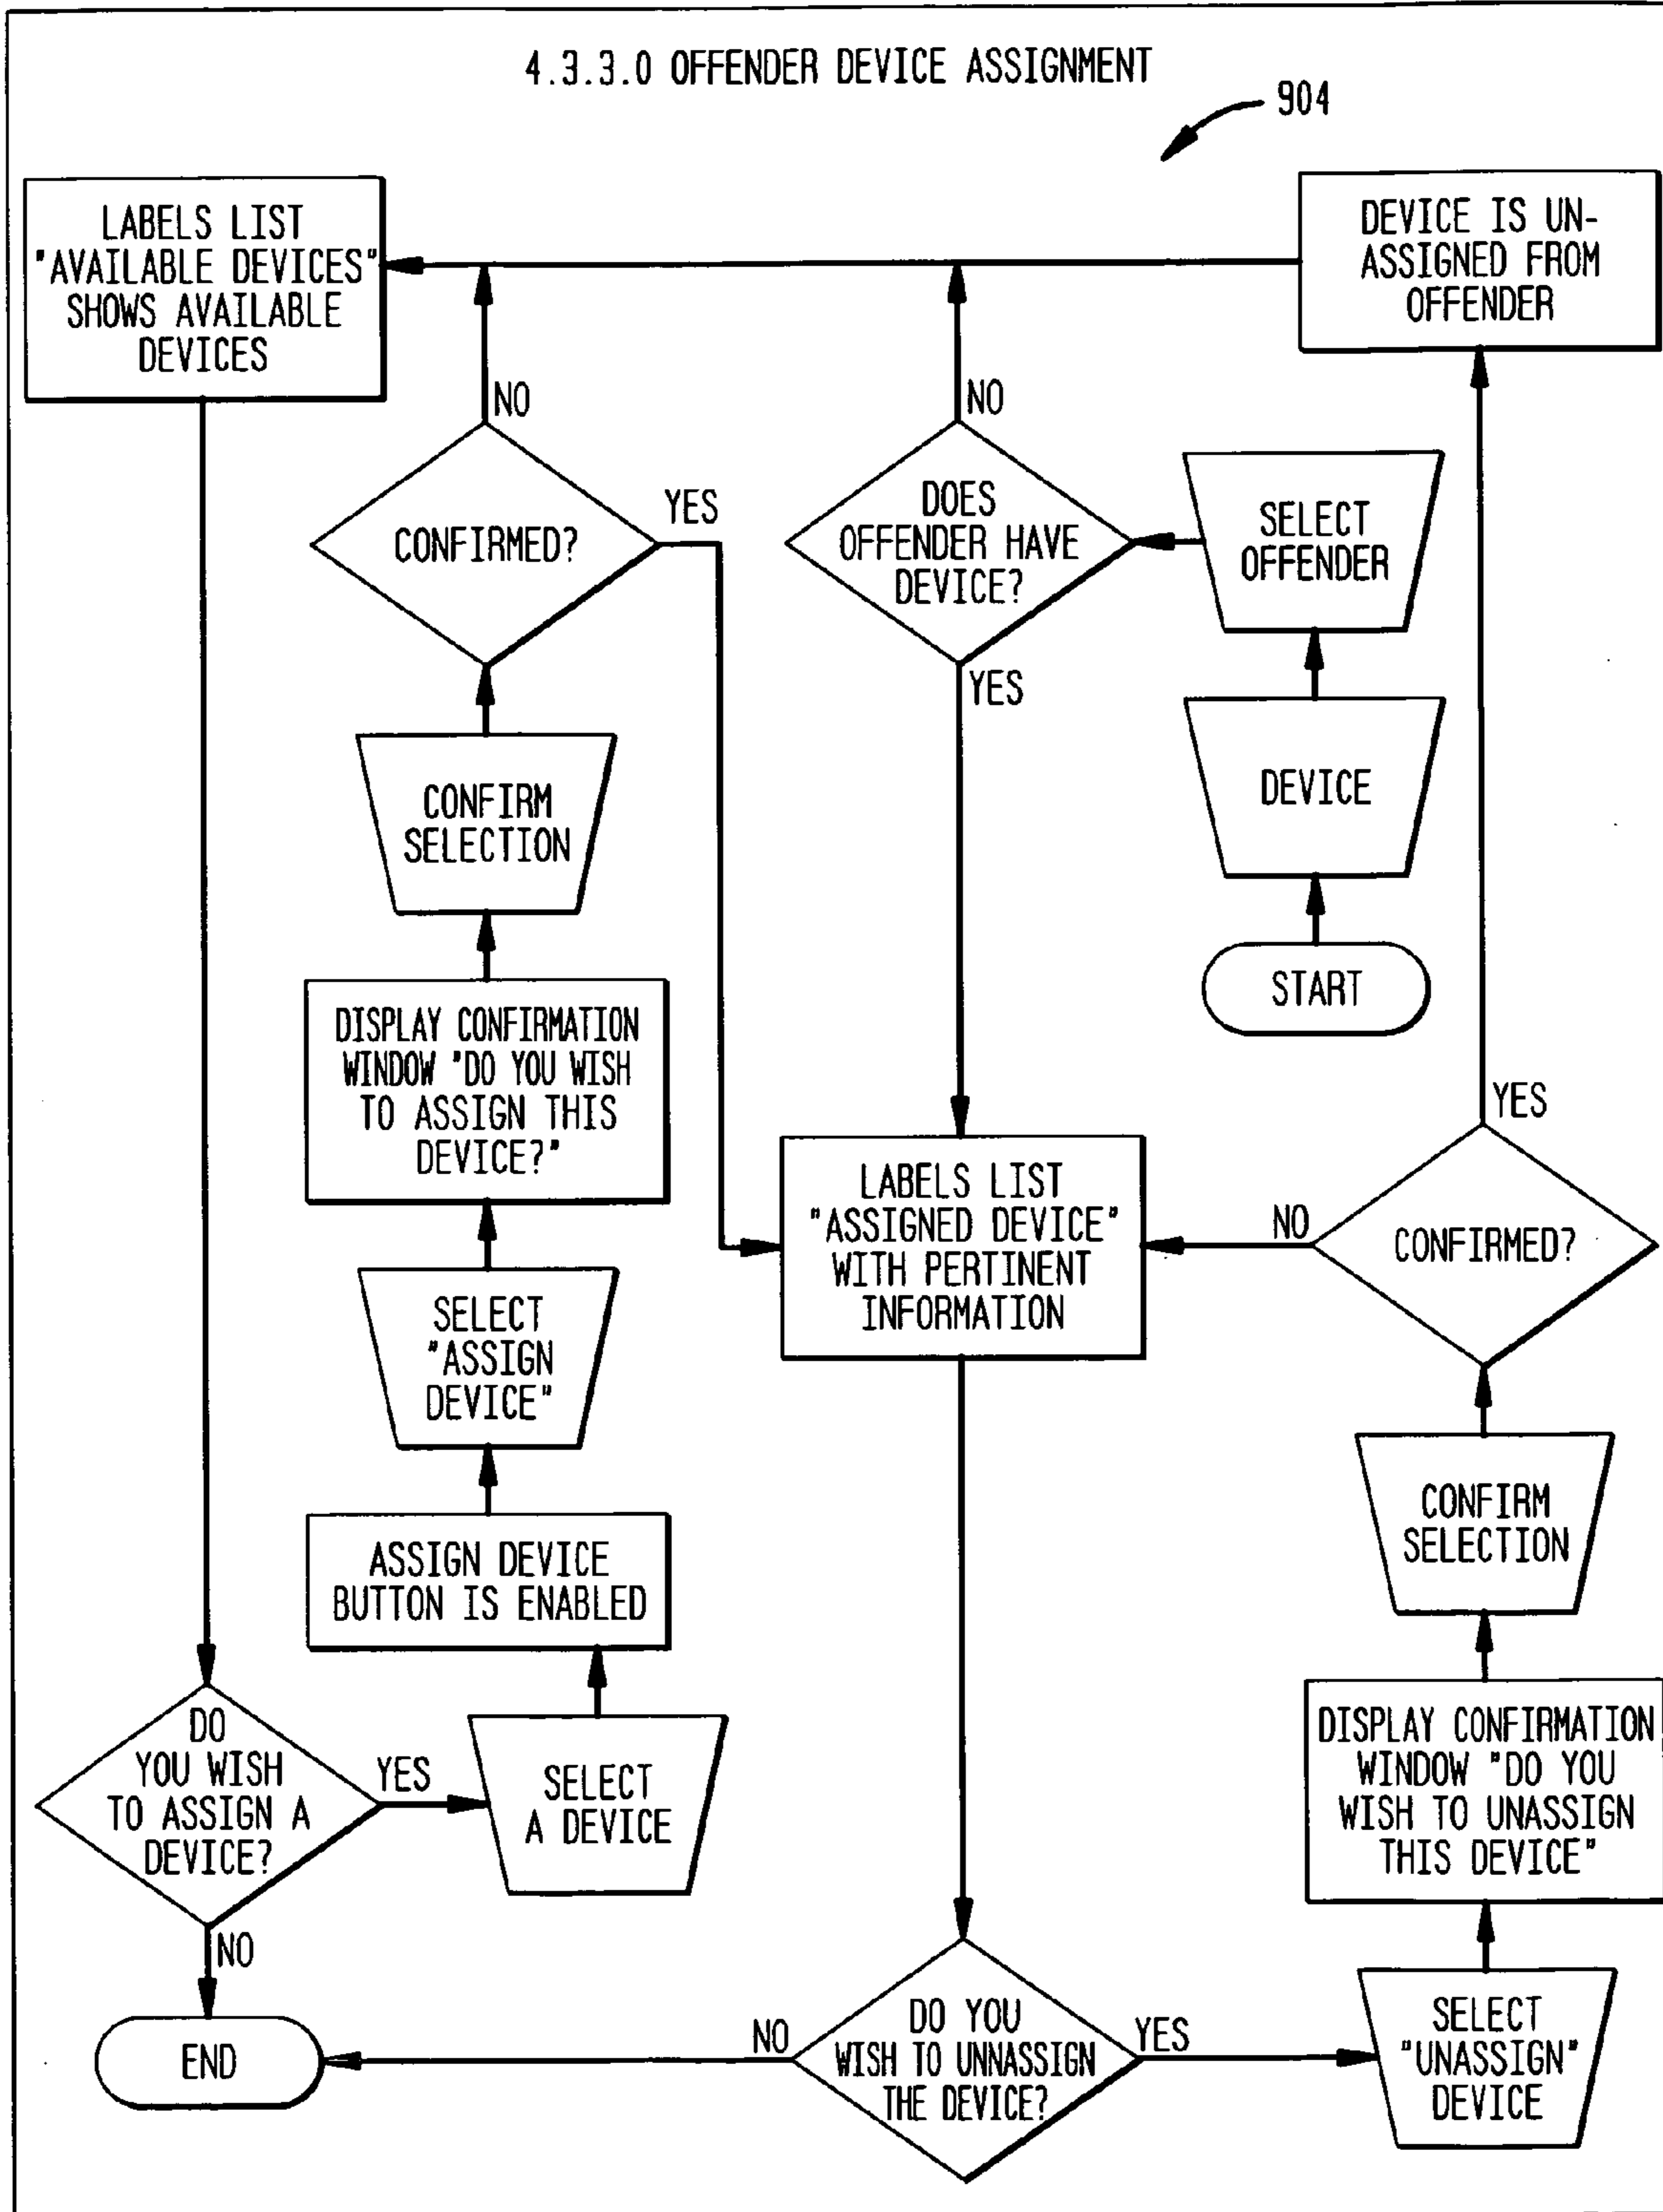 4.3.3.0 OFFENDER DEVICE ASSIGNMENT
904
LABELS LIST
"AVAILABLE DEVICES"
SHOWS AVAILABLE
DEVICES
DEVICE IS UN-
ASSIGNED FROM
OFFENDER
NO
NO
CONFIRMED?
YES
DOES
OFFENDER HAVE
DEVICE?
YES
SELECT
OFFENDER
CONFIRM
SELECTION
DEVICE
START
DISPLAY CONFIRMATION
WINDOW "DO YOU WISH
TO ASSIGN THIS
DEVICE?"
YES
LABELS LIST
"ASSIGNED DEVICE"
WITH PERTINENT
INFORMATION
NO
CONFIRMED?
SELECT
"ASSIGN
DEVICE"
CONFIRM
SELECTION
ASSIGN DEVICE
BUTTON IS ENABLED
DO
YOU WISH
TO ASSIGN A
DEVICE?
YES
SELECT
A DEVICE
DISPLAY CONFIRMATION
WINDOW "DO YOU
WISH TO UNASSIGN
THIS DEVICE"
NO
END
NO
DO YOU
WISH TO UNNASSIGN
THE DEVICE?
YES
SELECT
"UNASSIGN"
DEVICE